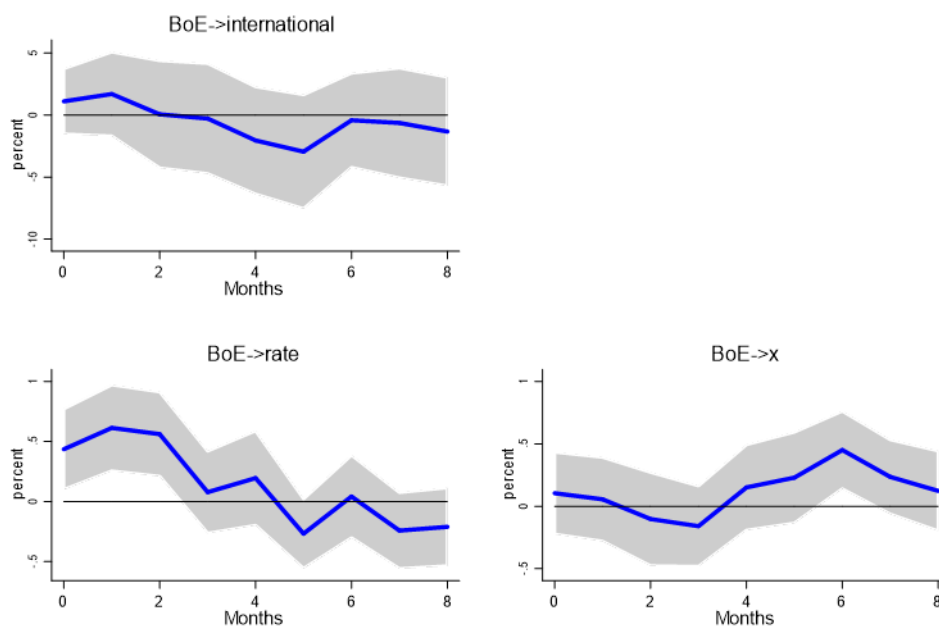 BoE->international
percent
5
0
-5
-10
0 2 4 6 8
Months
BoE->rate
percent
1
.5
0
-.5
0 2 4 6 8
Months
BoE->x
percent
1
.5
0
-.5
0 2 4 6 8
Months